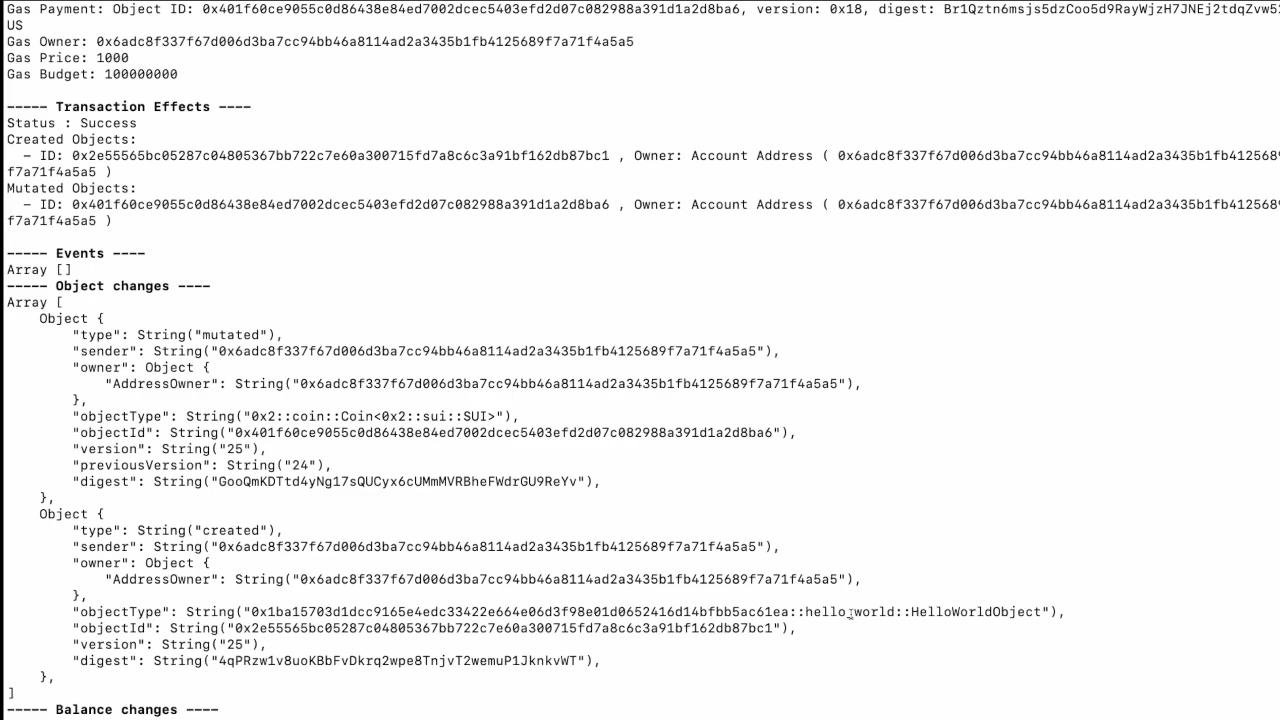 Gas Payment: Object ID: 0x401f60ce9055c0d86438e84ed7002dcec5403efd2d07c082988a391d1a2d8ba6, version: 0x18, digest: Br1Qztn6msjs5dzCoo5d9RayWjzH7JNEj2tdqZvw5
US
Gas Owner: 0x6adc8f337f67d006d3ba7cc94bb46a8114ad2a3435b1fb4125689f7a71f4a5a5
Gas Price: 1000
Gas Budget: 100000000
----- Transaction Effects ----
Status : Success
Created Objects:
  - ID: 0x2e55565bc05287c04805367bb722c7e60a300715fd7a8c6c3a91bf162db87bc1 , Owner: Account Address ( 0x6adc8f337f67d006d3ba7cc94bb46a8114ad2a3435b1fb412568
f7a71f4a5a5 )
Mutated Objects:
  - ID: 0x401f60ce9055c0d86438e84ed7002dcec5403efd2d07c082988a391d1a2d8ba6 , Owner: Account Address ( 0x6adc8f337f67d006d3ba7cc94bb46a8114ad2a3435b1fb412568
f7a71f4a5a5 )
----- Events ----
Array []
----- Object changes ----
Array [
    Object {
        "type": String("mutated"),
        "sender": String("0x6adc8f337f67d006d3ba7cc94bb46a8114ad2a3435b1fb4125689f7a71f4a5a5"),
        "owner": Object {
            "AddressOwner": String("0x6adc8f337f67d006d3ba7cc94bb46a8114ad2a3435b1fb4125689f7a71f4a5a5"),
        },
        "objectType": String("0x2::coin::Coin<0x2::sui::SUI>"),
        "objectId": String("0x401f60ce9055c0d86438e84ed7002dcec5403efd2d07c082988a391d1a2d8ba6"),
        "version": String("25"),
        "previousVersion": String("24"),
        "digest": String("GooQmKDTtd4yNg17sQUCyx6cUMmMVRBheFWdrGU9ReYv"),
    },
    Object {
        "type": String("created"),
        "sender": String("0x6adc8f337f67d006d3ba7cc94bb46a8114ad2a3435b1fb4125689f7a71f4a5a5"),
        "owner": Object {
            "AddressOwner": String("0x6adc8f337f67d006d3ba7cc94bb46a8114ad2a3435b1fb4125689f7a71f4a5a5"),
        },
        "objectType": String("0x1ba15703d1dcc9165e4edc33422e664e06d3f98e01d0652416d14bfbb5ac61ea::hello_world::HelloWorldObject"),
        "objectId": String("0x2e55565bc05287c04805367bb722c7e60a300715fd7a8c6c3a91bf162db87bc1"),
        "version": String("25"),
        "digest": String("4qPRzw1v8uoKBbFvDkrq2wpe8TnjvT2wemuP1JknkvWT"),
    },
]
----- Balance changes ----